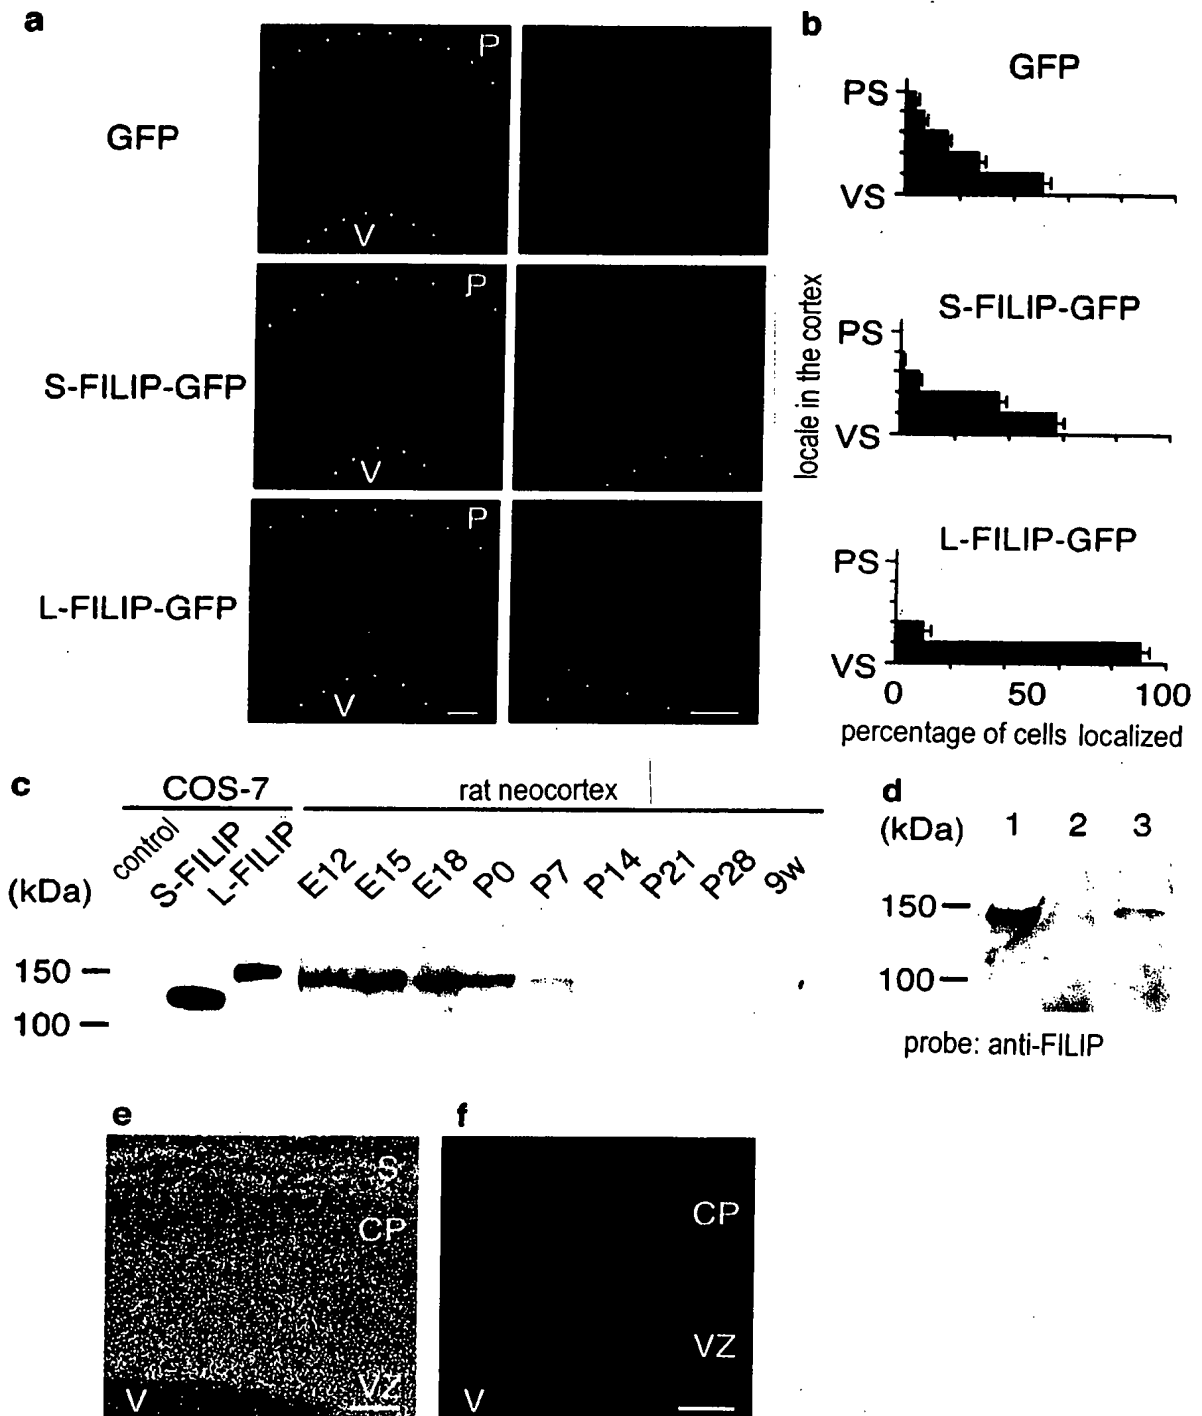 a
P
GFP
V
P
S-FILIP-GFP
V
P
L-FILIP-GFP
V
b
GFP
PS
VS
S-FILIP-GFP
PS
VS
locale in the cortex
L-FILIP-GFP
PS
VS
0 50 100
percentage of cells localized
c
COS-7 rat neocortex
control S-FILIP L-FILIP E12 E15 E18 P0 P7 P14 P21 P28 9w
(kDa)
150
100
d
(kDa) 1 2 3
150
100
probe: anti-FILIP
e
S
CP
VZ
V
f
CP
VZ
V